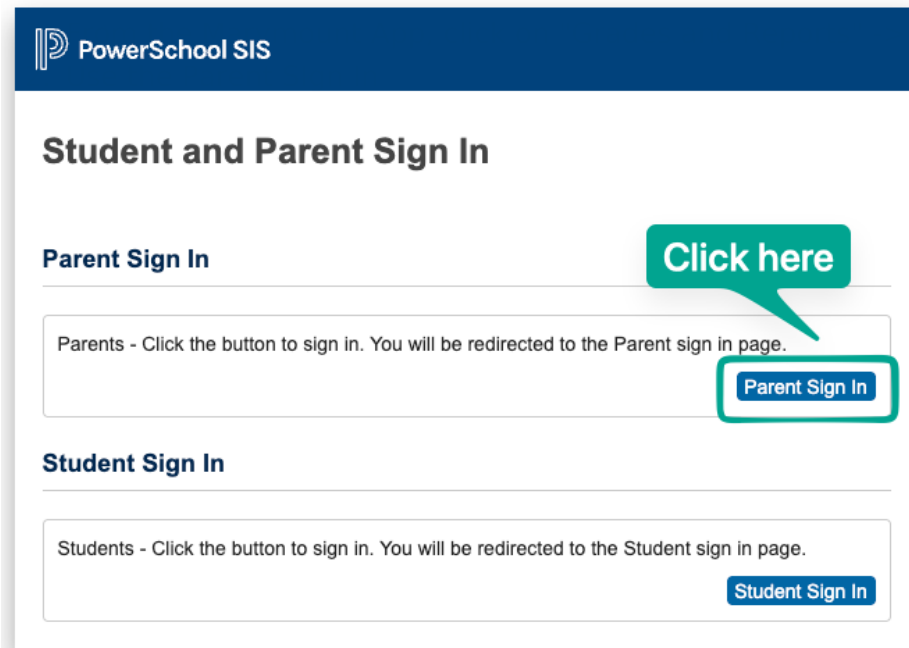 PowerSchool SIS
Student and Parent Sign In
Parent Sign In
Click here
Parents - Click the button to sign in. You will be redirected to the Parent sign in page.
Parent Sign In
Student Sign In
Students - Click the button to sign in. You will be redirected to the Student sign in page.
Student Sign In